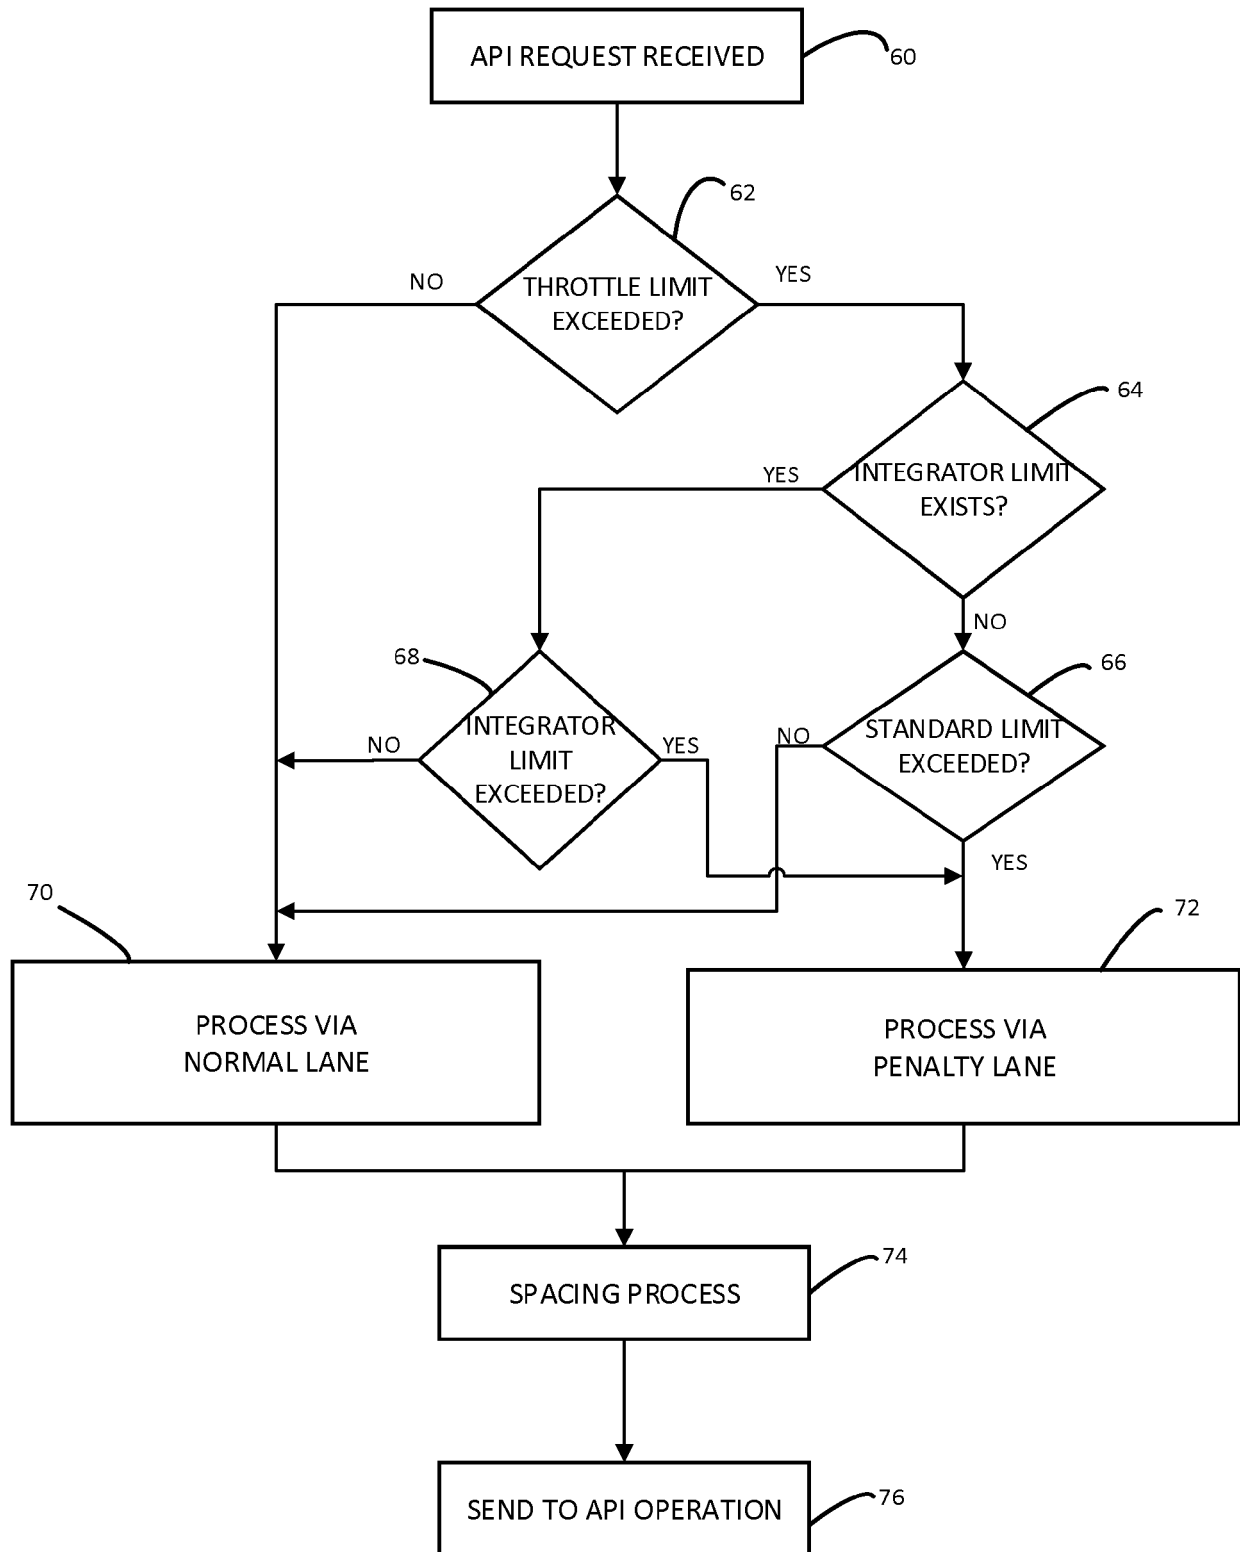 API REQUEST RECEIVED
60
62
NO
THROTTLE LIMIT
EXCEEDED?
YES
64
YES
INTEGRATOR LIMIT
EXISTS?
NO
68
66
NO
INTEGRATOR
LIMIT
EXCEEDED?
YES
NO
STANDARD LIMIT
EXCEEDED?
YES
70
72
PROCESS VIA
NORMAL LANE
PROCESS VIA
PENALTY LANE
74
SPACING PROCESS
76
SEND TO API OPERATION